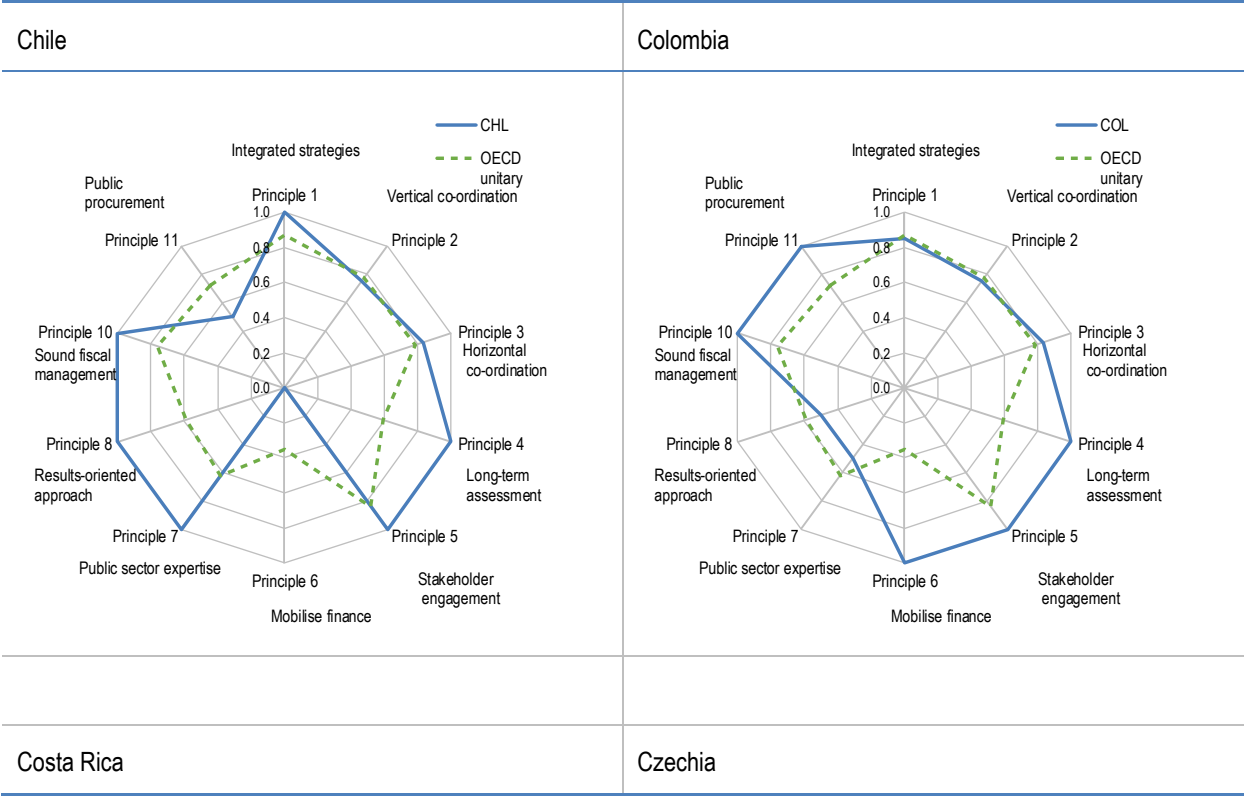 Chile
Colombia
CHL
OECD
unitary
Integrated strategies
Public
procurement
Principle 1
Vertical co-ordination
1.0
Principle 11
Principle 2
0.8
0.6
0.4
Principle 10
Principle 3
Sound fiscal
management
Horizontal
co-ordination
0.2
0.0
Principle 8
Principle 4
Results-oriented
approach
Long-term
assessment
Principle 7
Principle 5
Public sector expertise
Principle 6
Stakeholder
engagement
Mobilise finance
COL
OECD
unitary
Integrated strategies
Public
procurement
Principle 1
Vertical co-ordination
1.0
Principle 11
Principle 2
0.8
0.6
0.4
Principle 10
Principle 3
Sound fiscal
management
Horizontal
co-ordination
0.2
0.0
Principle 8
Principle 4
Results-oriented
approach
Long-term
assessment
Principle 7
Principle 5
Public sector expertise
Principle 6
Stakeholder
engagement
Mobilise finance
Costa Rica
Czechia